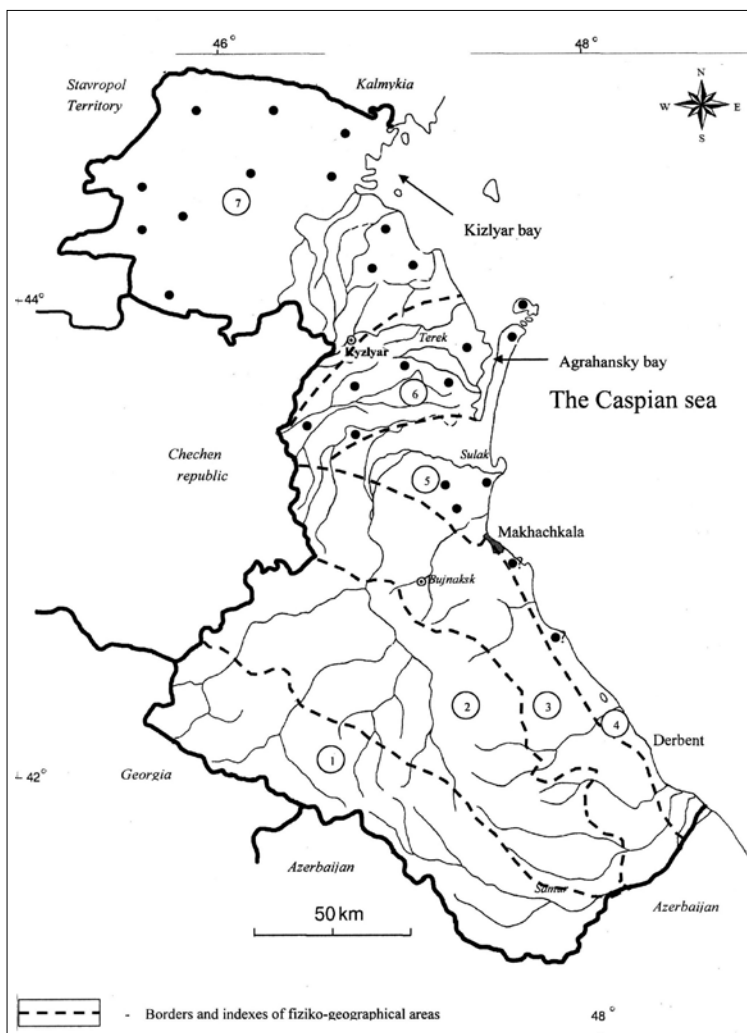 46°
48°
Stavropol
Territory
Kalmykia
N
W E
S
7
Kizlyar bay
44°
Kyzlyar
Terek
Agrahansky bay
6
The Caspian sea
Chechen
republic
Sulak
5
Makhachkala
?
Bujnaksk
?
2
3
4
Derbent
1
42°
Georgia
Azerbaijan
Samur
Azerbaijan
50 km
- Borders and indexes of fiziko-geographical areas
48°